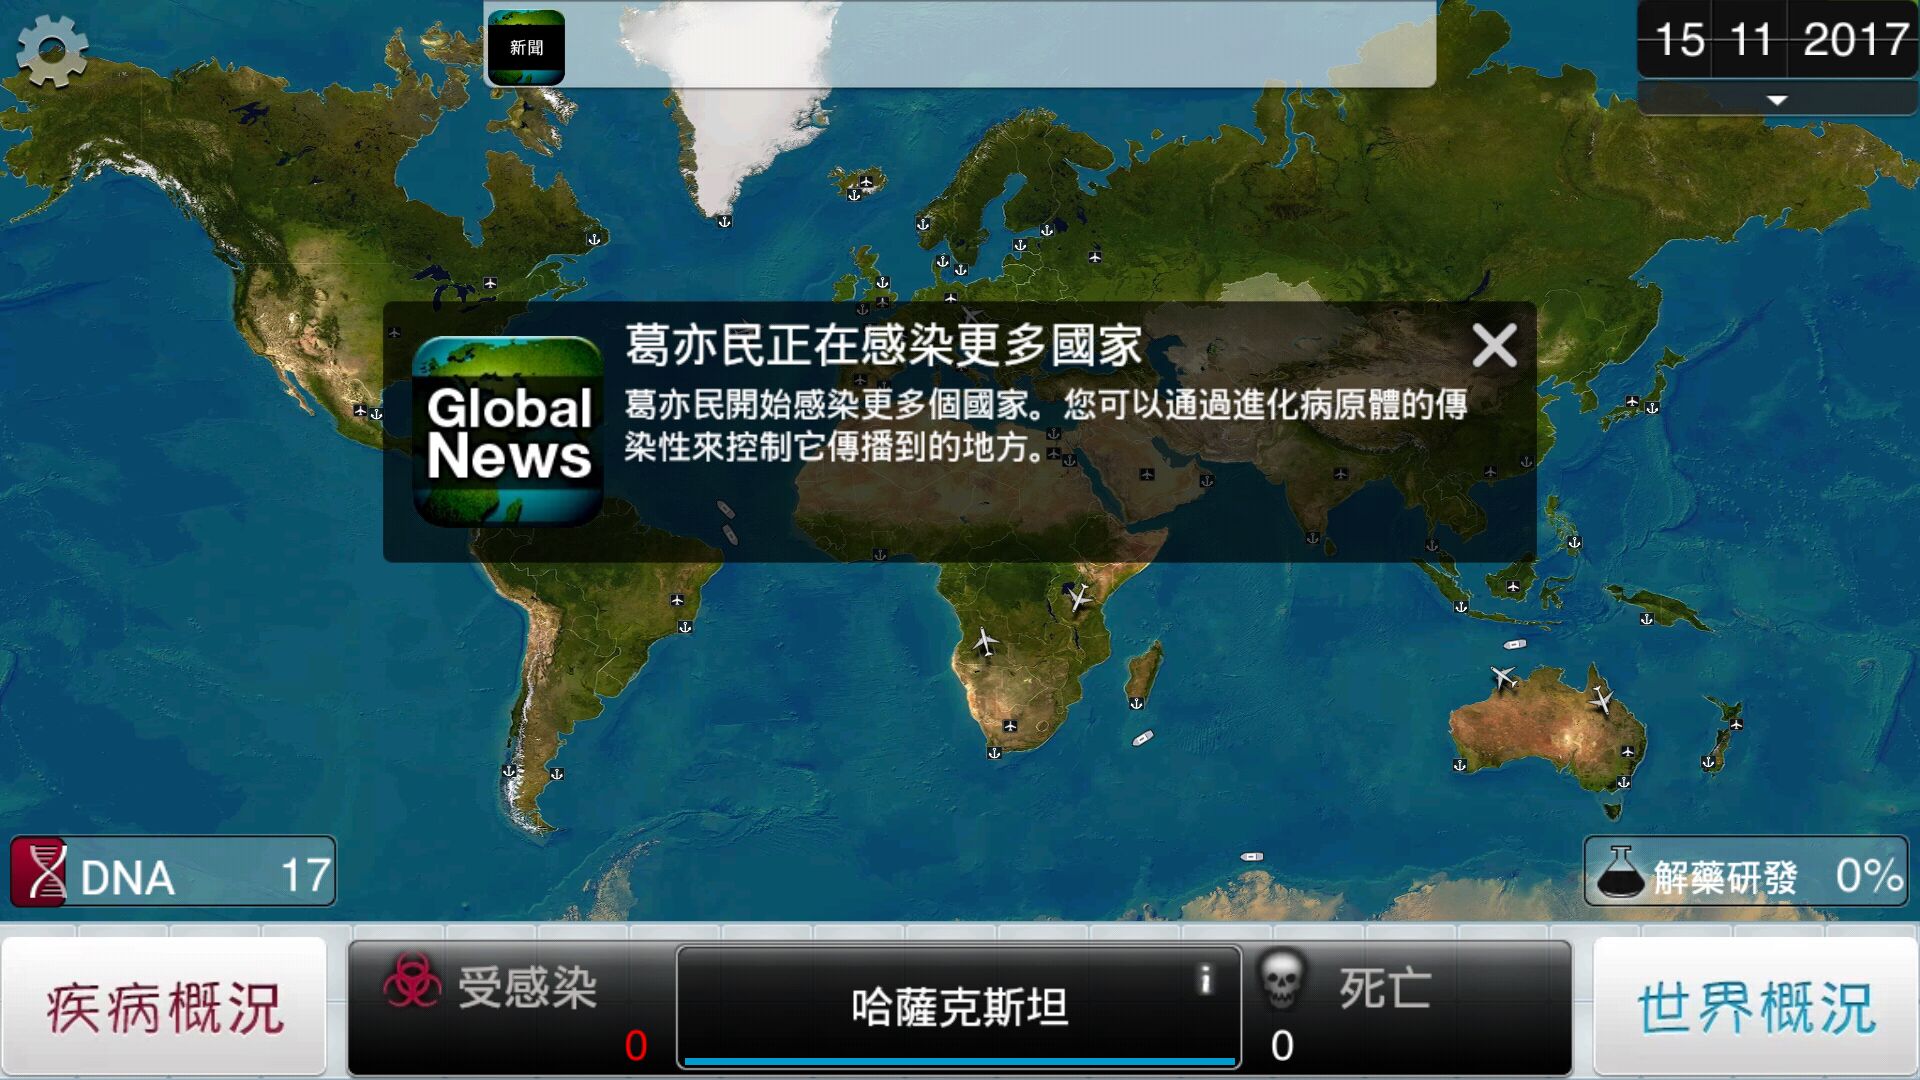 新聞
15 11 2017
葛亦民正在感染更多國家
Global
News
葛亦民開始感染更多個國家。您可以通過進化病原體的傳
染性來控制它傳播到的地方。
DNA 17
解藥研發 0%
疾病概況
受感染
0
哈薩克斯坦
i
死亡
0
世界概況